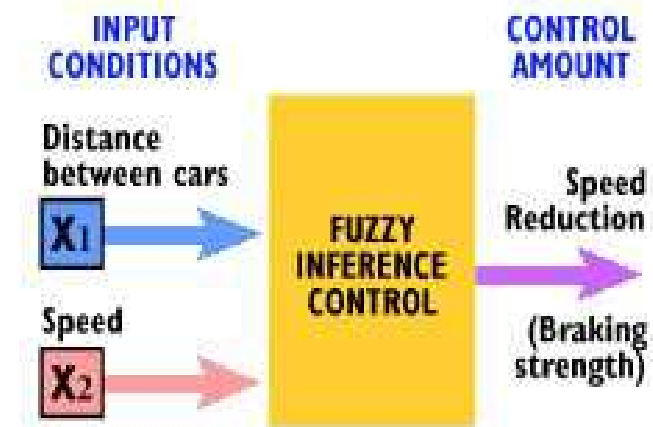 INPUT
CONDITIONS
CONTROL
AMOUNT
Distance
between cars
X1
Speed
X2
FUZZY
INFERENCE
CONTROL
Speed
Reduction
(Braking
strength)